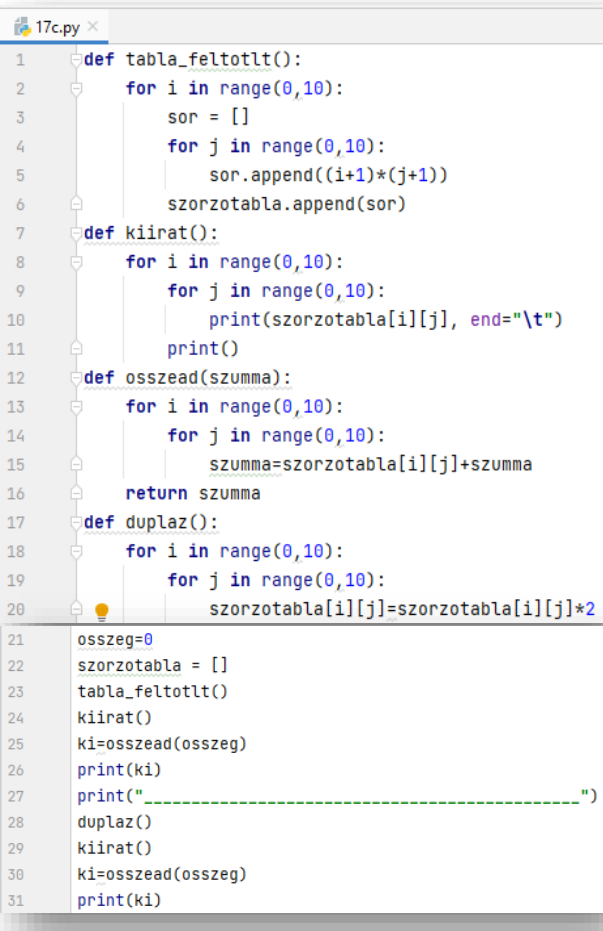 17c.py ×
1 def tabla_feltotlt():
2     for i in range(0,10):
3         sor = []
4         for j in range(0,10):
5             sor.append((i+1)*(j+1))
6         szorzotabla.append(sor)
7 def kiirat():
8     for i in range(0,10):
9         for j in range(0,10):
10             print(szorzotabla[i][j], end="\t")
11         print()
12 def osszead(szumma):
13     for i in range(0,10):
14         for j in range(0,10):
15             szumma=szorzotabla[i][j]+szumma
16     return szumma
17 def duplaz():
18     for i in range(0,10):
19         for j in range(0,10):
20             szorzotabla[i][j]=szorzotabla[i][j]*2
21 osszeg=0
22 szorzotabla = []
23 tabla_feltotlt()
24 kiirat()
25 ki=osszead(osszeg)
26 print(ki)
27 print("______________________________________________")
28 duplaz()
29 kiirat()
30 ki=osszead(osszeg)
31 print(ki)